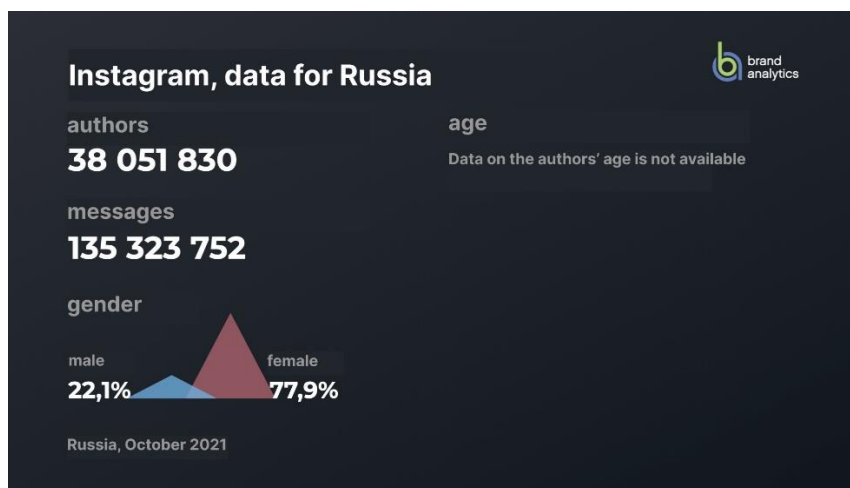 Instagram, data for Russia
brand
analytics
authors
38 051 830
messages
135 323 752
gender
male
22,1%
female
77,9%
Russia, October 2021
age
Data on the authors’ age is not available